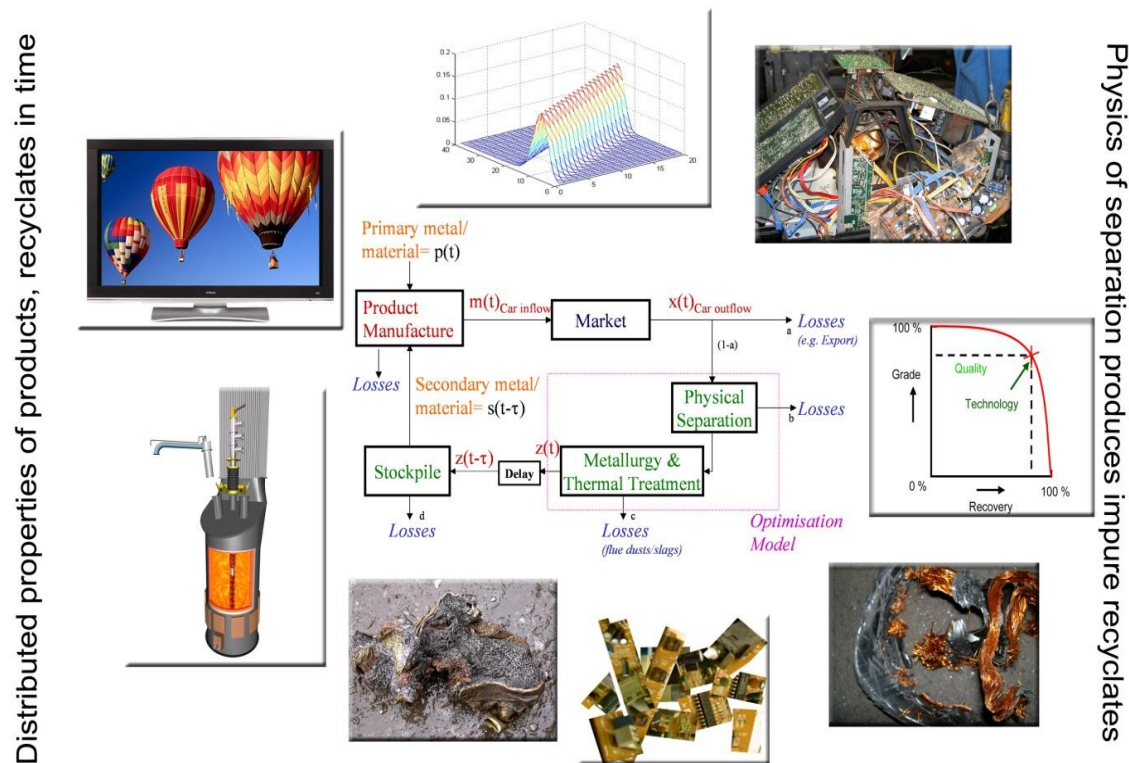 Distributed properties of products, recyclates in time
Physics of separation produces impure recyclates
0.2
0.15
0.1
0.05
0
40
30
20
10
0
0
5
10
15
20
Primary metal/
material= p(t)
Product
Manufacture
m(t)Car inflow
Market
x(t)Car outflow
a
Losses
(e.g. Export)
(1-a)
Losses
Secondary metal/
material= s(t-τ)
Physical
Separation
b
Losses
Stockpile
z(t-τ)
Delay
z(t)
Metallurgy &
Thermal Treatment
d
Losses
c
Losses
(flue dusts/slags)
Optimisation
Model
100 %
Grade
Quality
Technology
0 %
100 %
Recovery